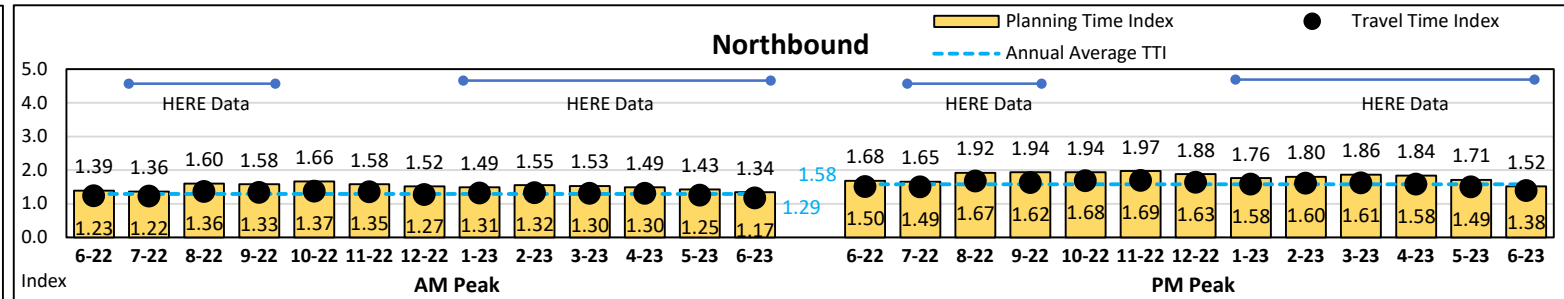 Planning Time Index
Travel Time Index
Northbound
Annual Average TTI
5.0
HERE Data HERE Data HERE Data HERE Data
4.0
3.0
2.0
1.0
0.0
1.39 1.36 1.60 1.58 1.66 1.58 1.52 1.49 1.55 1.53 1.49 1.43 1.34
1.58
1.68 1.65 1.92 1.94 1.94 1.97 1.88 1.76 1.80 1.86 1.84 1.71 1.52
1.29
1.23 1.22 1.36 1.33 1.37 1.35 1.27 1.31 1.32 1.30 1.30 1.25 1.17
1.50 1.49 1.67 1.62 1.68 1.69 1.63 1.58 1.60 1.61 1.58 1.49 1.38
6-22 7-22 8-22 9-22 10-22 11-22 12-22 1-23 2-23 3-23 4-23 5-23 6-23
6-22 7-22 8-22 9-22 10-22 11-22 12-22 1-23 2-23 3-23 4-23 5-23 6-23
Index
AM Peak
PM Peak